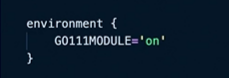 environment {
    GO111MODULE='on'
}